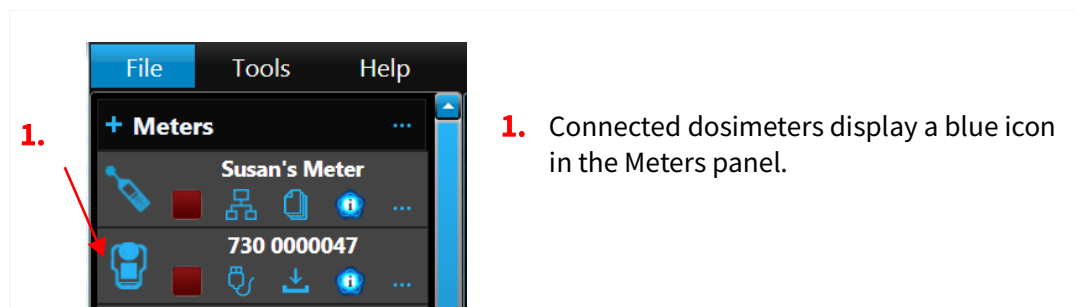 File Tools Help
+ Meters ...
1.
Susan's Meter
...
730 0000047
...
1. Connected dosimeters display a blue icon
in the Meters panel.